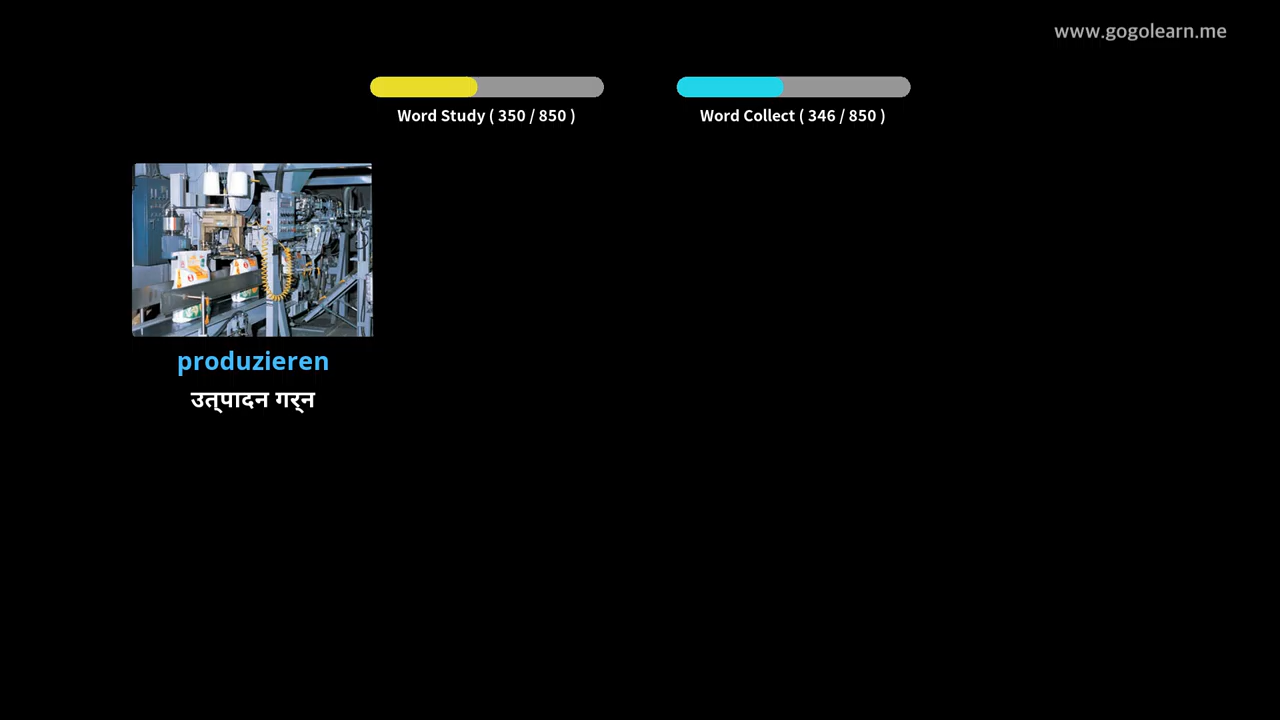 www.gogolearn.me
Word Study ( 350 / 850 )
Word Collect ( 346 / 850 )
produzieren
उत्‌पादन गर्‌न